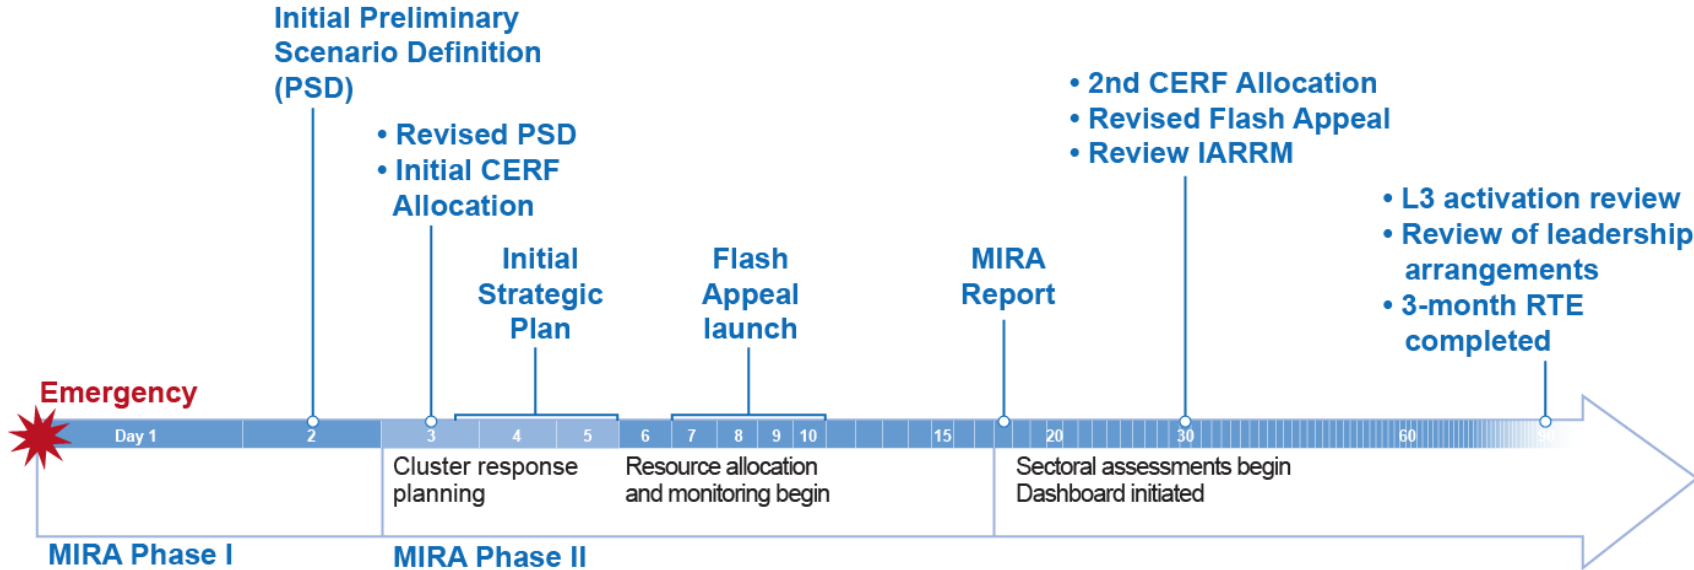 Initial Preliminary
Scenario Definition
(PSD)
• Revised PSD
• Initial CERF
Allocation
Initial
Strategic
Plan
Flash
Appeal
launch
MIRA
Report
• 2nd CERF Allocation
• Revised Flash Appeal
• Review IARRM
• L3 activation review
• Review of leadership
arrangements
• 3-month RTE
completed
Emergency
Day 1 2 3 4 5 6 7 8 9 10 15 20 30 60 90
Cluster response
planning
Resource allocation
and monitoring begin
Sectoral assessments begin
Dashboard initiated
MIRA Phase I
MIRA Phase II